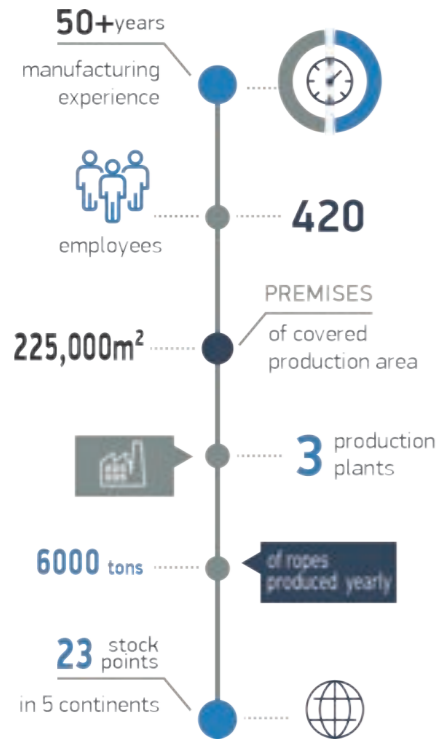 50+years
manufacturing
experience
employees
420
PREMISES
225,000m²
of covered
production area
3 production
plants
6000 tons
of ropes
produced yearly
23 stock
points
in 5 continents